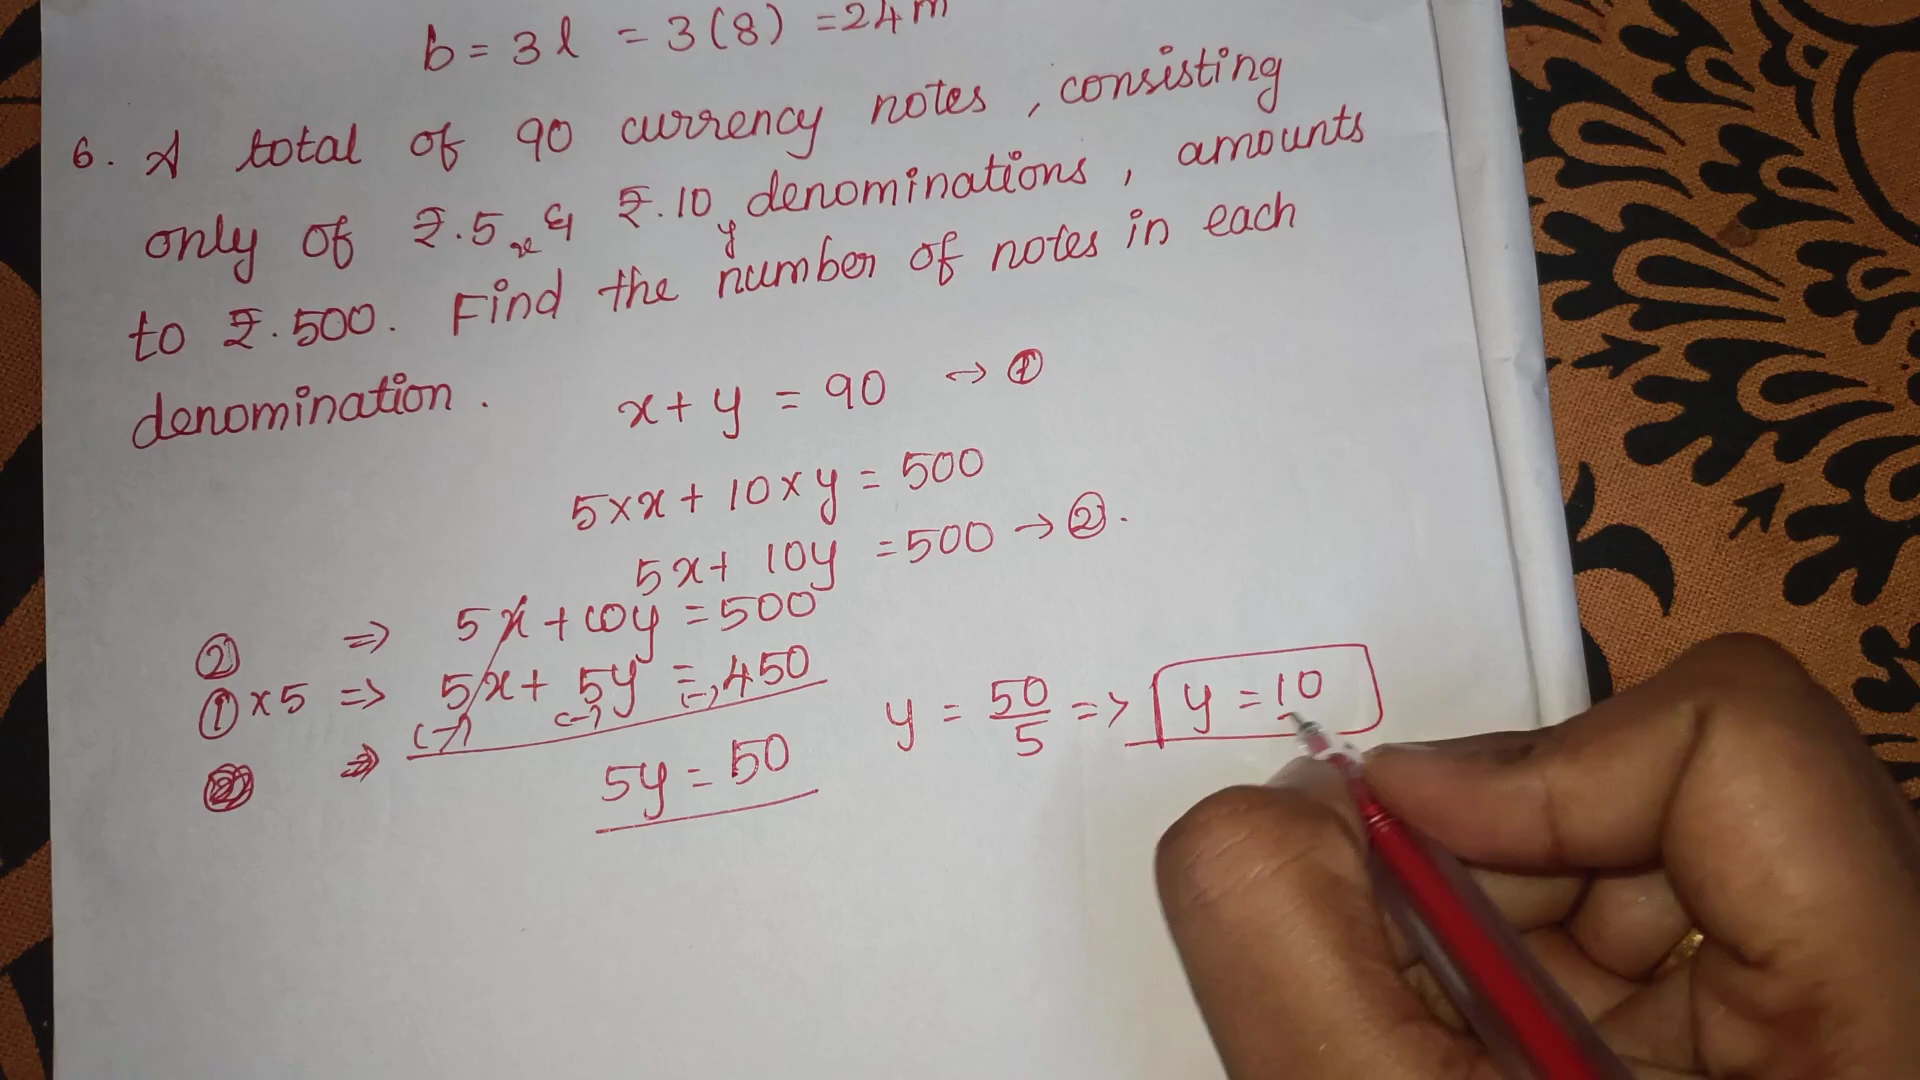 b = 3l = 3(8) = 24m
6. A total of 90 currency notes, consisting
only of ₹.5 x & ₹.10 y denominations, amounts
to ₹.500. Find the number of notes in each
denomination.
x + y = 90 → ①
5×x + 10×y = 500
5x + 10y = 500 → ②.
② ⇒ 5x + 10y = 500
①×5 ⇒ 5x + 5y = 450
(-) (-) (-)
⇒ 5y = 50
y = 50/5 => y = 10